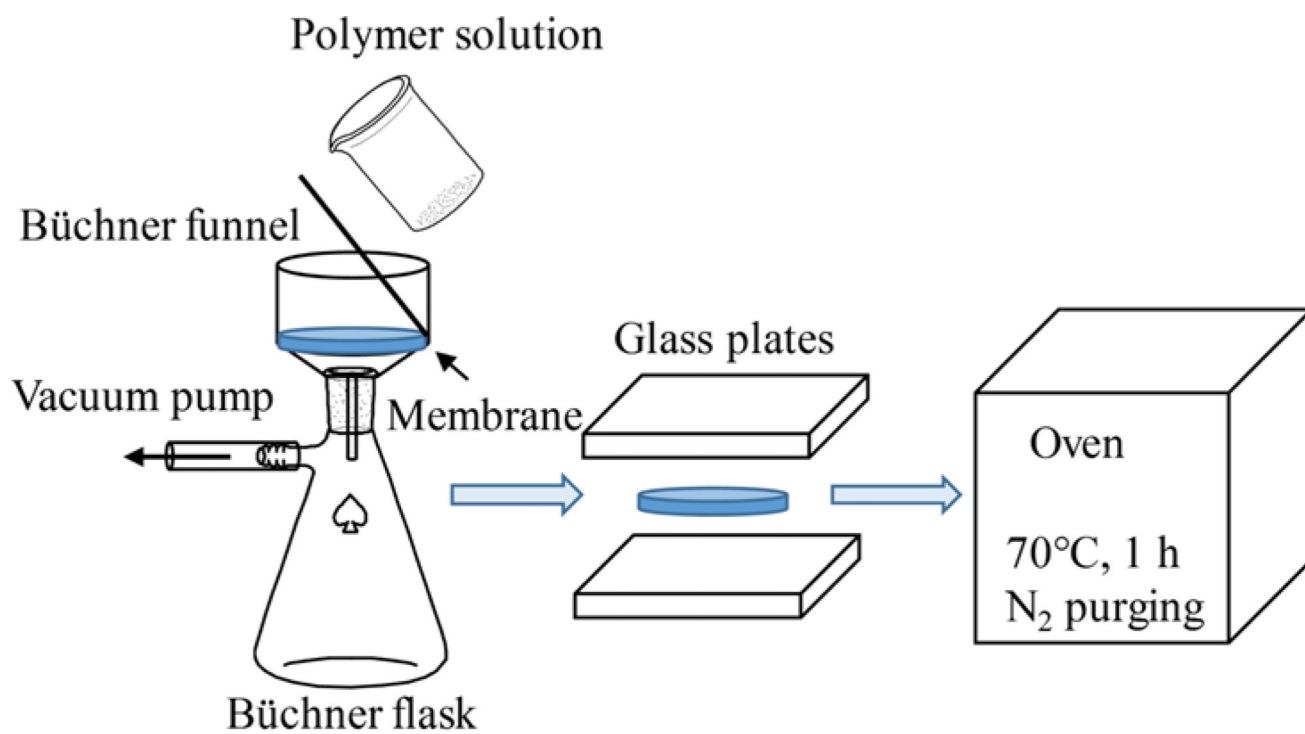 Polymer solution
Büchner funnel
Glass plates
Vacuum pump
Membrane
Oven
70°C, 1 h
N₂ purging
Büchner flask